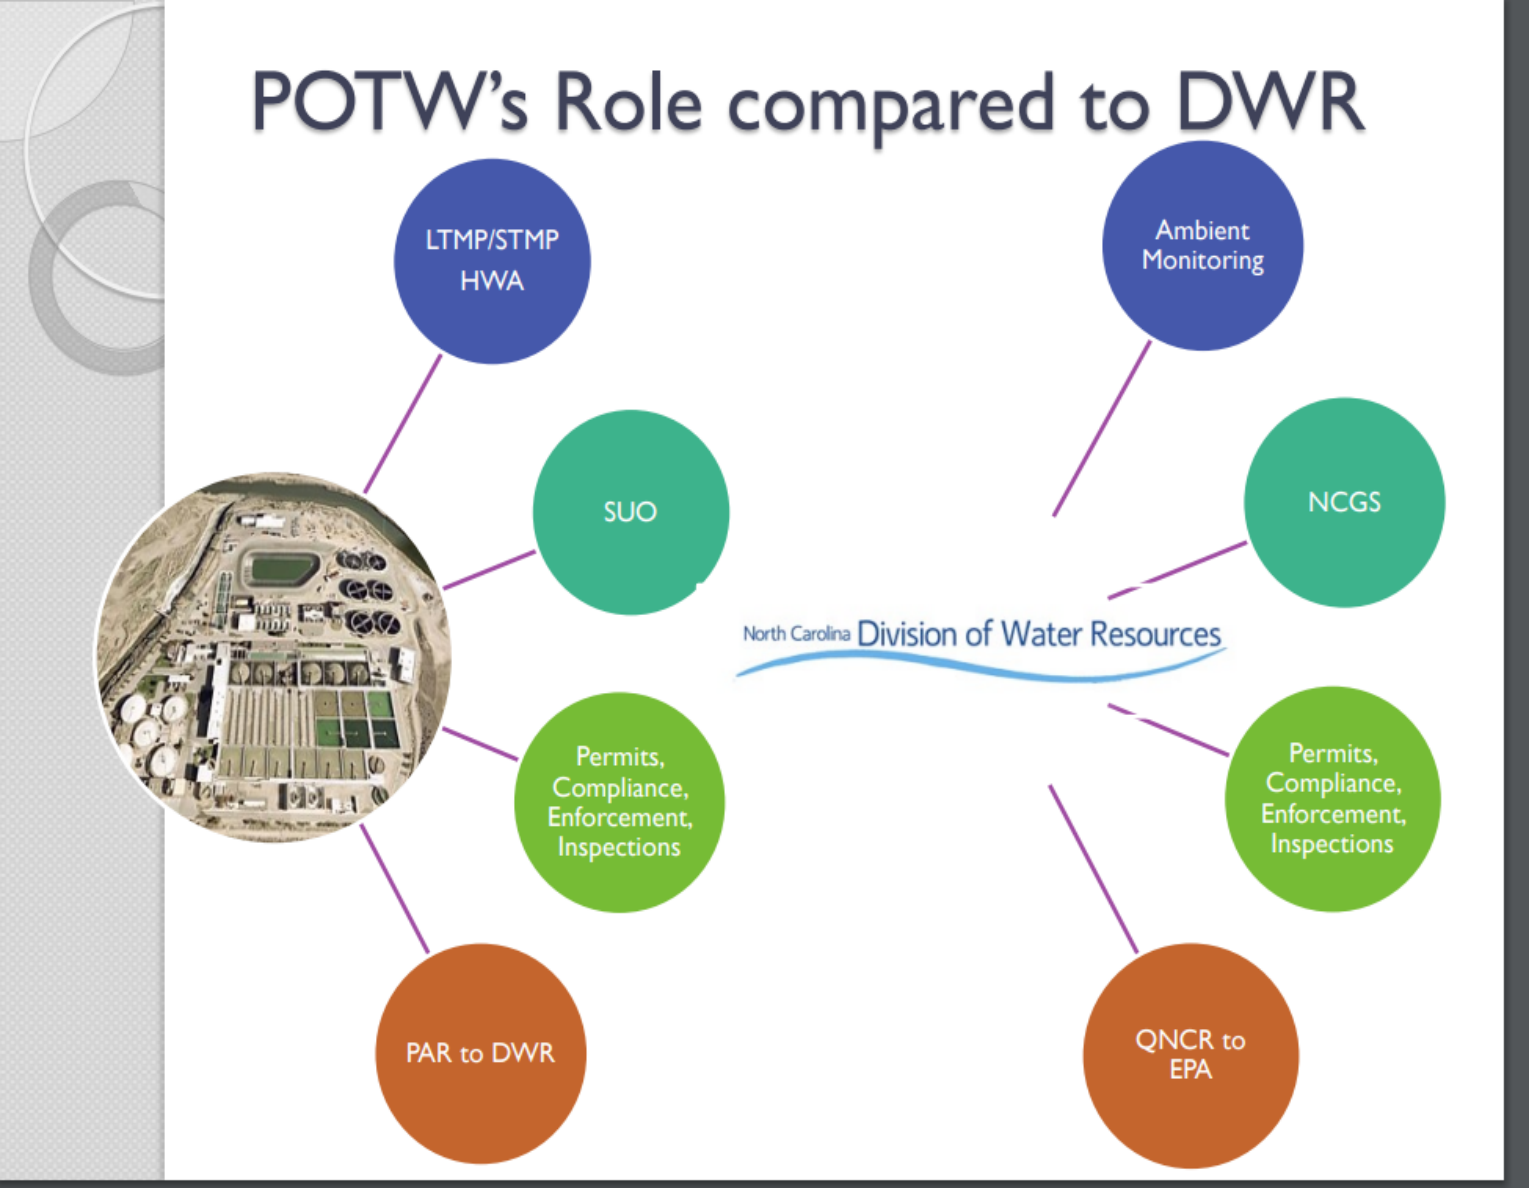 POTW’s Role compared to DWR
LTMP/STMP
HWA
SUO
Permits,
Compliance,
Enforcement,
Inspections
PAR to DWR
North Carolina Division of Water Resources
Ambient
Monitoring
NCGS
Permits,
Compliance,
Enforcement,
Inspections
QNCR to
EPA